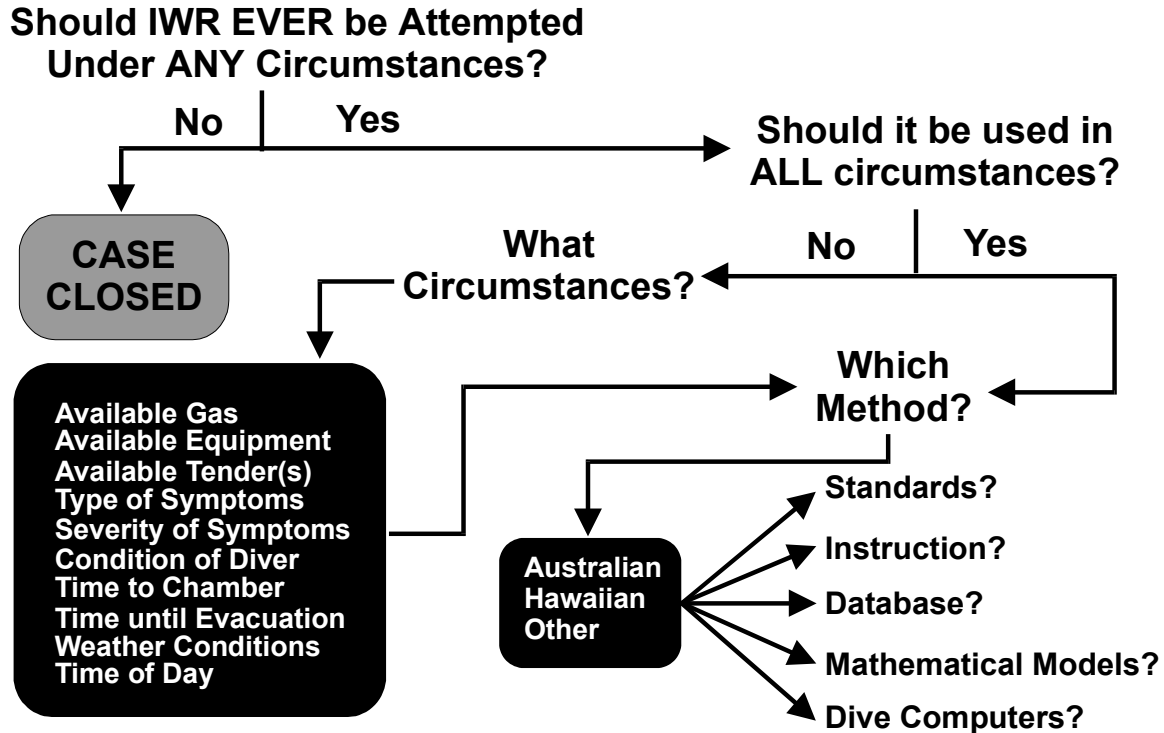 Should IWR EVER be Attempted
Under ANY Circumstances?
No
Yes
Should it be used in
ALL circumstances?
CASE
CLOSED
What
Circumstances?
No
Yes
Which
Method?
Available Gas
Available Equipment
Available Tender(s)
Type of Symptoms
Severity of Symptoms
Condition of Diver
Time to Chamber
Time until Evacuation
Weather Conditions
Time of Day
Australian
Hawaiian
Other
Standards?
Instruction?
Database?
Mathematical Models?
Dive Computers?